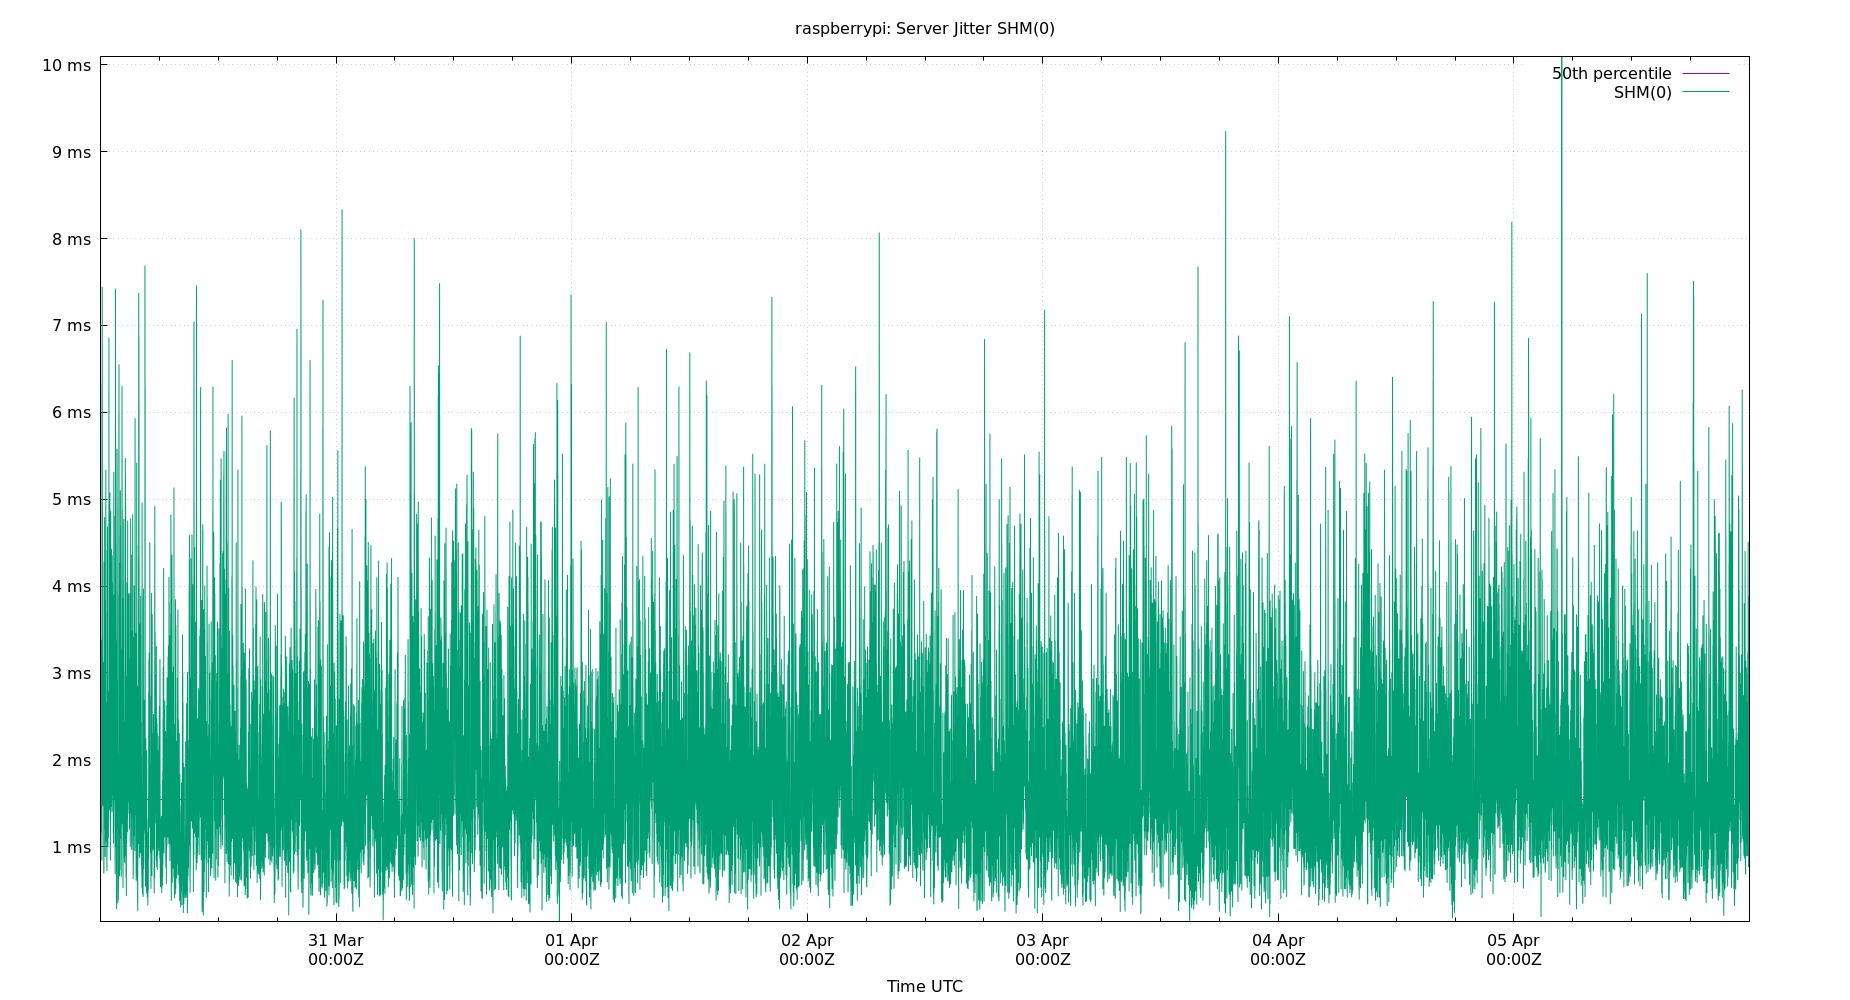 raspberrypi: Server Jitter SHM(0)
50th percentile
SHM(0)
10 ms
9 ms
8 ms
7 ms
6 ms
5 ms
4 ms
3 ms
2 ms
1 ms
31 Mar 01 Apr 02 Apr 03 Apr 04 Apr 05 Apr
00:00Z 00:00Z 00:00Z 00:00Z 00:00Z 00:00Z
Time UTC